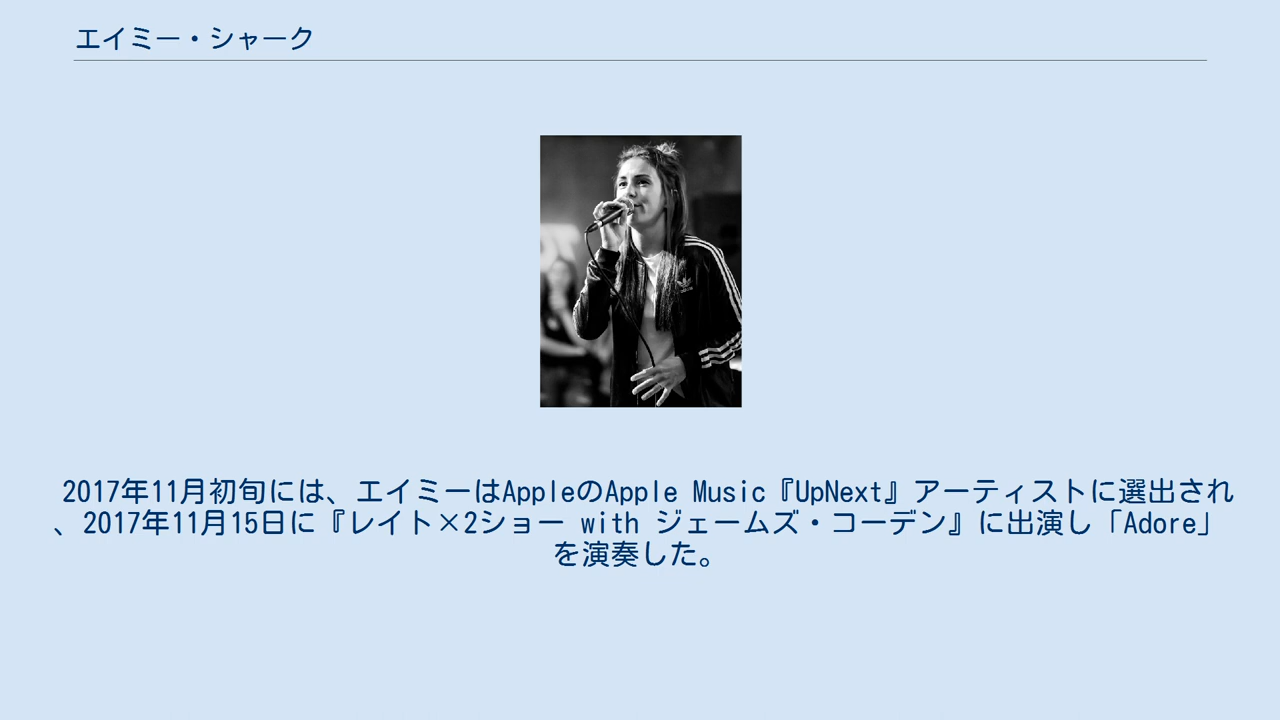 エイミー・シャーク
2017年11月初旬には、エイミーはAppleのApple Music『UpNext』アーティストに選出され
、2017年11月15日に『レイト×2ショー with ジェームズ・コーデン』に出演し「Adore」
を演奏した。